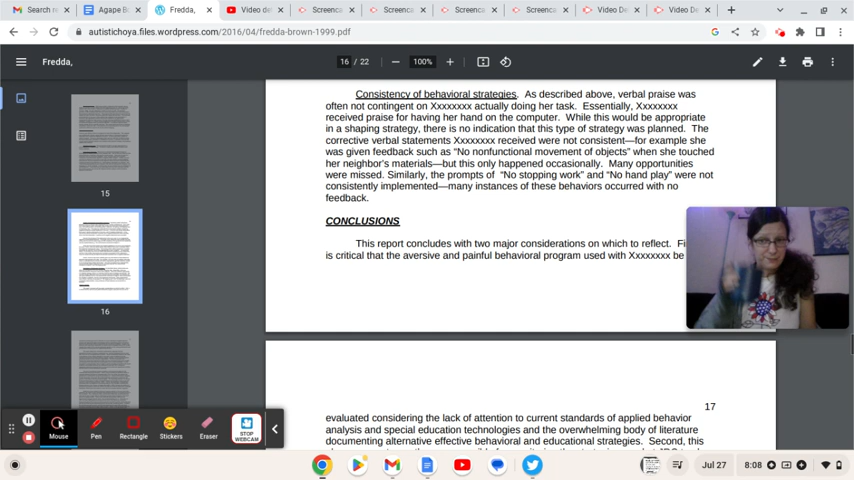 Search re
Agape Bo
Fredda,
Video de
Screenca
Screenca
Screenca
Screenca
Video De
Video De
autistichoya.files.wordpress.com/2016/04/fredda-brown-1999.pdf
Fredda,
16 / 22
100%
15
16
Consistency of behavioral strategies. As described above, verbal praise was
often not contingent on Xxxxxxxx actually doing her task. Essentially, Xxxxxxxx
received praise for having her hand on the computer. While this would be appropriate
in a shaping strategy, there is no indication that this type of strategy was planned. The
corrective verbal statements Xxxxxxxx received were not consistent—for example she
was given feedback such as “No nonfunctional movement of objects” when she touched
her neighbor’s materials—but this only happened occasionally. Many opportunities
were missed. Similarly, the prompts of “No stopping work” and “No hand play” were not
consistently implemented—many instances of these behaviors occurred with no
feedback.
CONCLUSIONS
This report concludes with two major considerations on which to reflect. Fi
is critical that the aversive and painful behavioral program used with Xxxxxxxx be
17
evaluated considering the lack of attention to current standards of applied behavior
analysis and special education technologies and the overwhelming body of literature
documenting alternative effective behavioral and educational strategies. Second, this
Mouse
Pen
Rectangle
Stickers
Eraser
STOP
WEBCAM
Jul 27
8:08